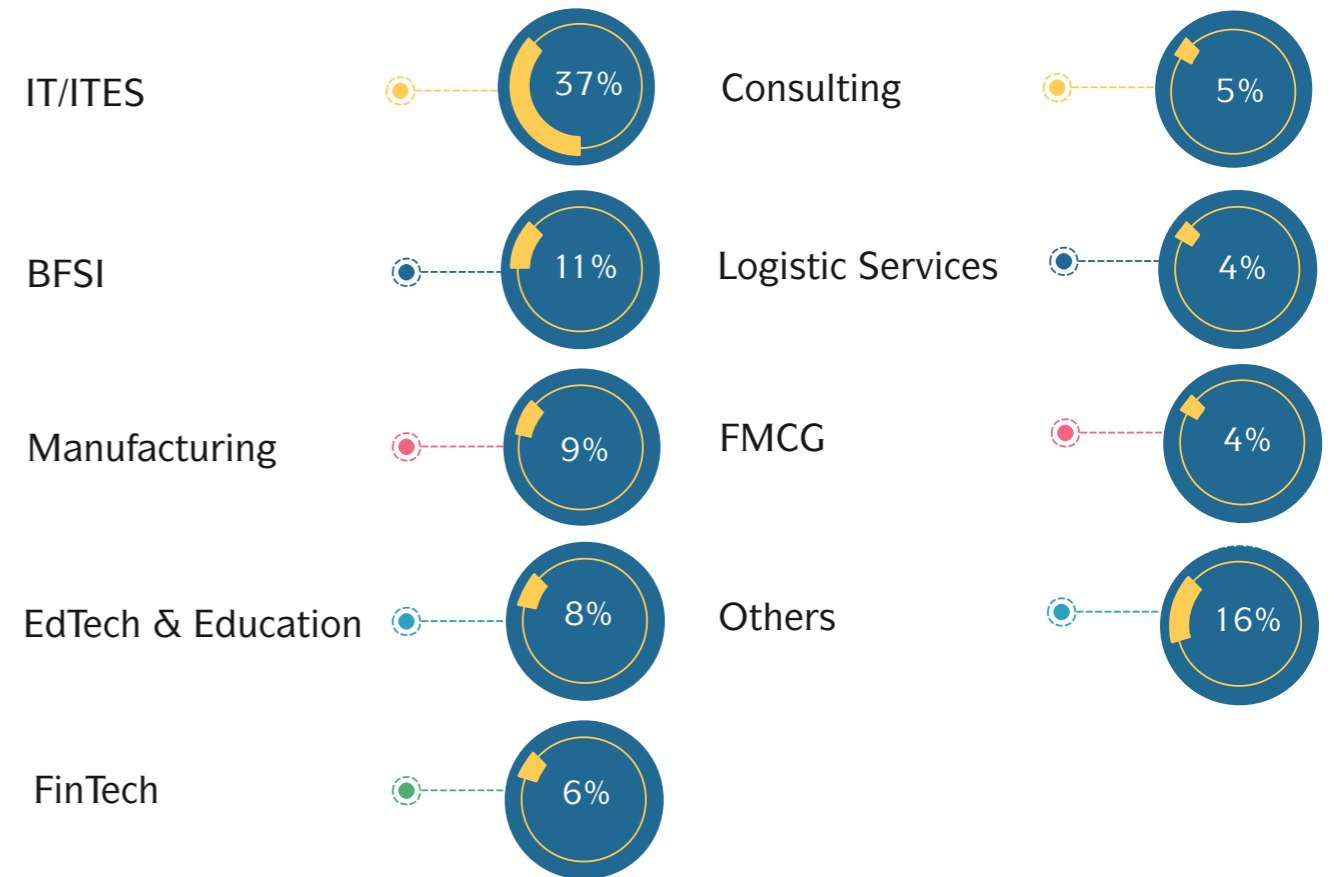 IT/ITES
37%
BFSI
11%
Manufacturing
9%
EdTech & Education
8%
FinTech
6%
Consulting
5%
Logistic Services
4%
FMCG
4%
Others
16%